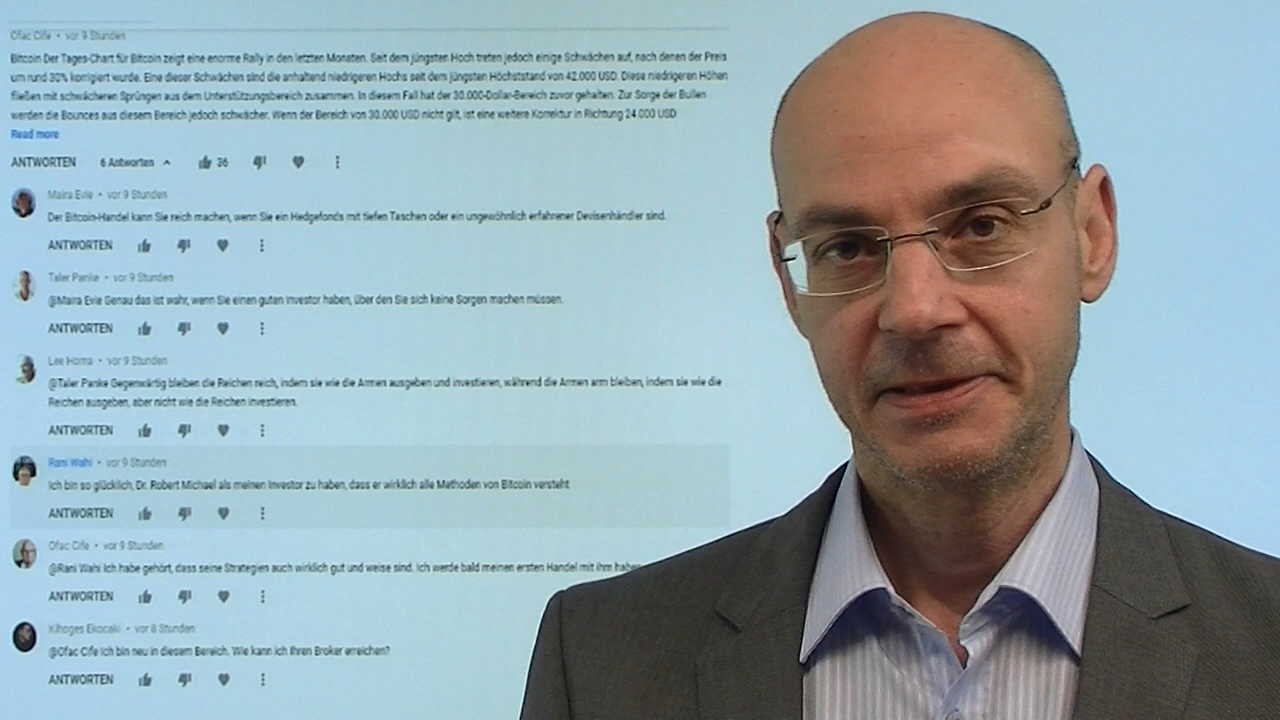 Ofac Cife • vor 9 Stunden
Bitcoin Der Tages-Chart für Bitcoin zeigt eine enorme Rally in den letzten Monaten. Seit dem jüngsten Hoch treten jedoch einige Schwächen auf, nach denen der Preis
um rund 30% korrigiert wurde. Eine dieser Schwächen sind die anhaltend niedrigeren Hochs seit dem jüngsten Höchststand von 42.000 USD. Diese niedrigeren Höhen
fließen mit schwächeren Sprüngen aus dem Unterstützungsbereich zusammen. In diesem Fall hat der 30.000-Dollar-Bereich zuvor gehalten. Zur Sorge der Bullen
werden die Bounces aus diesem Bereich jedoch schwächer. Wenn der Bereich von 30.000 USD nicht gilt, ist eine weitere Korrektur in Richtung 24.000 USD
Read more
ANTWORTEN 6 Antworten 36
Maira Evie • vor 9 Stunden
Der Bitcoin-Handel kann Sie reich machen, wenn Sie ein Hedgefonds mit tiefen Taschen oder ein ungewöhnlich erfahrener Devisenhändler sind.
ANTWORTEN
Taler Panke • vor 9 Stunden
@Maira Evie Genau das ist wahr, wenn Sie einen guten Investor haben, über den Sie sich keine Sorgen machen müssen.
ANTWORTEN
Lee Homa • vor 9 Stunden
@Taler Panke Gegenwärtig bleiben die Reichen reich, indem sie wie die Armen ausgeben und investieren, während die Armen arm bleiben, indem sie wie die
Reichen ausgeben, aber nicht wie die Reichen investieren.
ANTWORTEN
Rani Wahl • vor 9 Stunden
Ich bin so glücklich, Dr. Robert Michael als meinen Investor zu haben, dass er wirklich alle Methoden von Bitcoin versteht
ANTWORTEN
Ofac Cife • vor 9 Stunden
@Rani Wahl Ich habe gehört, dass seine Strategien auch wirklich gut und weise sind. Ich werde bald meinen ersten Handel mit ihm haben
ANTWORTEN
Kihoges Ekocaki • vor 8 Stunden
@Ofac Cife Ich bin neu in diesem Bereich. Wie kann ich Ihren Broker erreichen?
ANTWORTEN